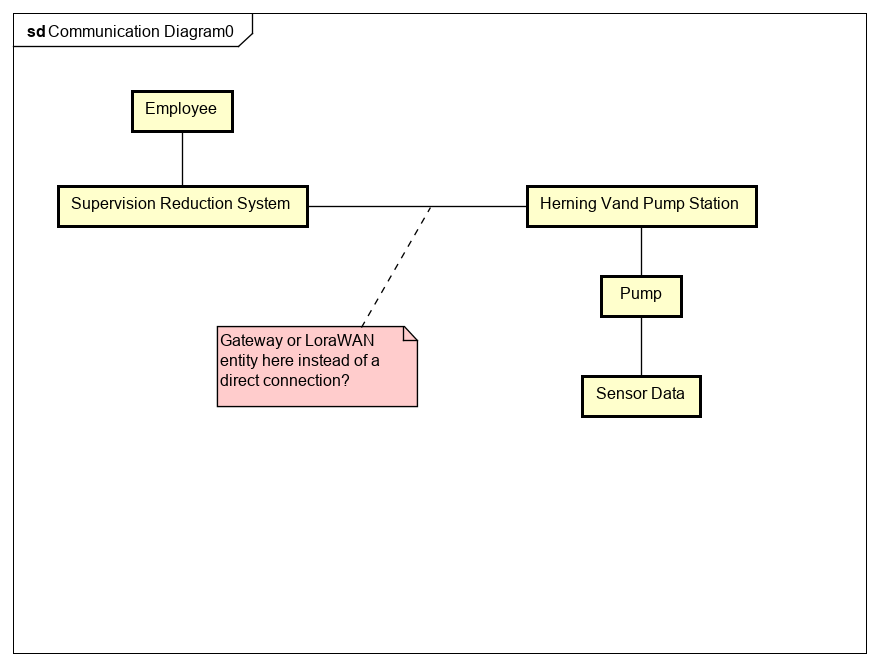 sd Communication Diagram0
Employee
Supervision Reduction System
Herning Vand Pump Station
Pump
Gateway or LoraWAN
entity here instead of a
direct connection?
Sensor Data